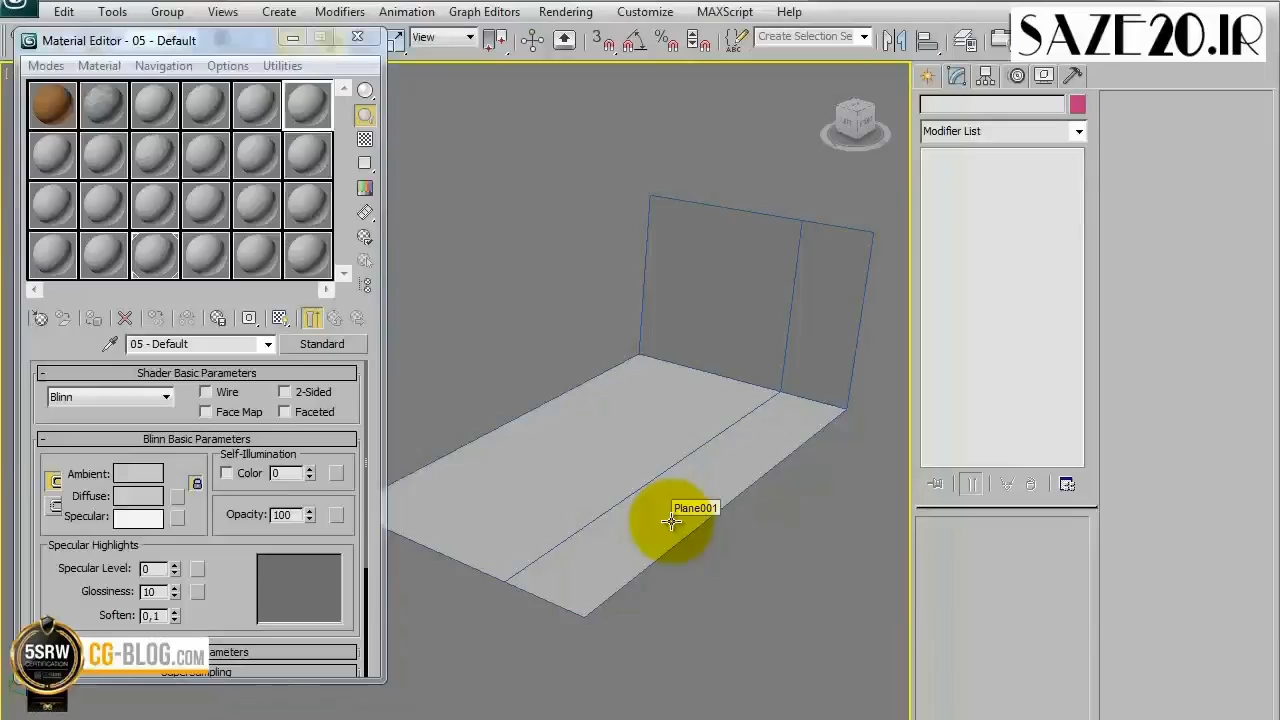 Edit Tools Group Views Create Modifiers Animation Graph Editors Rendering Customize MAXScript Help
SAZE20.IR
Material Editor - 05 - Default
View
3
Create Selection Se
Modes Material Navigation Options Utilities
Modifier List
05 - Default
Standard
Shader Basic Parameters
Blinn
Wire
2-Sided
Face Map
Faceted
Blinn Basic Parameters
Self-Illumination
Ambient:
Color 0
Diffuse:
Specular:
Opacity: 100
Plane001
Specular Highlights
Specular Level: 0
Glossiness: 10
Soften: 0,1
5SRW
CERTIFICATION
CG-BLOG.COM
ameters
SuperSampling